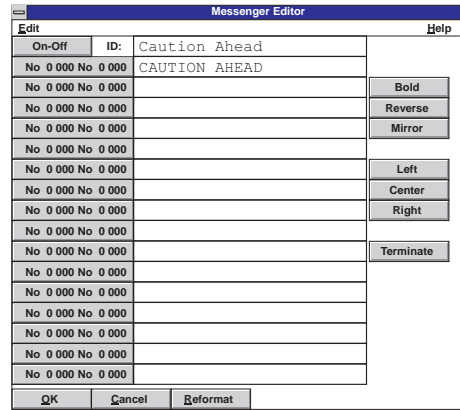 Messenger Editor
Edit Help
On-Off ID: Caution Ahead
No 0 000 No 0 000 CAUTION AHEAD
No 0 000 No 0 000 Bold
No 0 000 No 0 000 Reverse
No 0 000 No 0 000 Mirror
No 0 000 No 0 000
No 0 000 No 0 000 Left
No 0 000 No 0 000 Center
No 0 000 No 0 000 Right
No 0 000 No 0 000
No 0 000 No 0 000 Terminate
No 0 000 No 0 000
No 0 000 No 0 000
No 0 000 No 0 000
No 0 000 No 0 000
No 0 000 No 0 000
No 0 000 No 0 000
OK Cancel Reformat